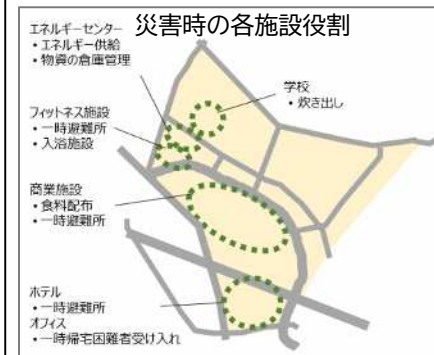 災害時の各施設役割
エネルギーセンター
• エネルギー供給
• 物資の倉庫管理
学校
• 炊き出し
フィットネス施設
• 一時避難所
• 入浴施設
商業施設
• 食料配布
• 一時避難所
ホテル
• 一時避難所
オフィス
• 一時帰宅困難者受け入れ